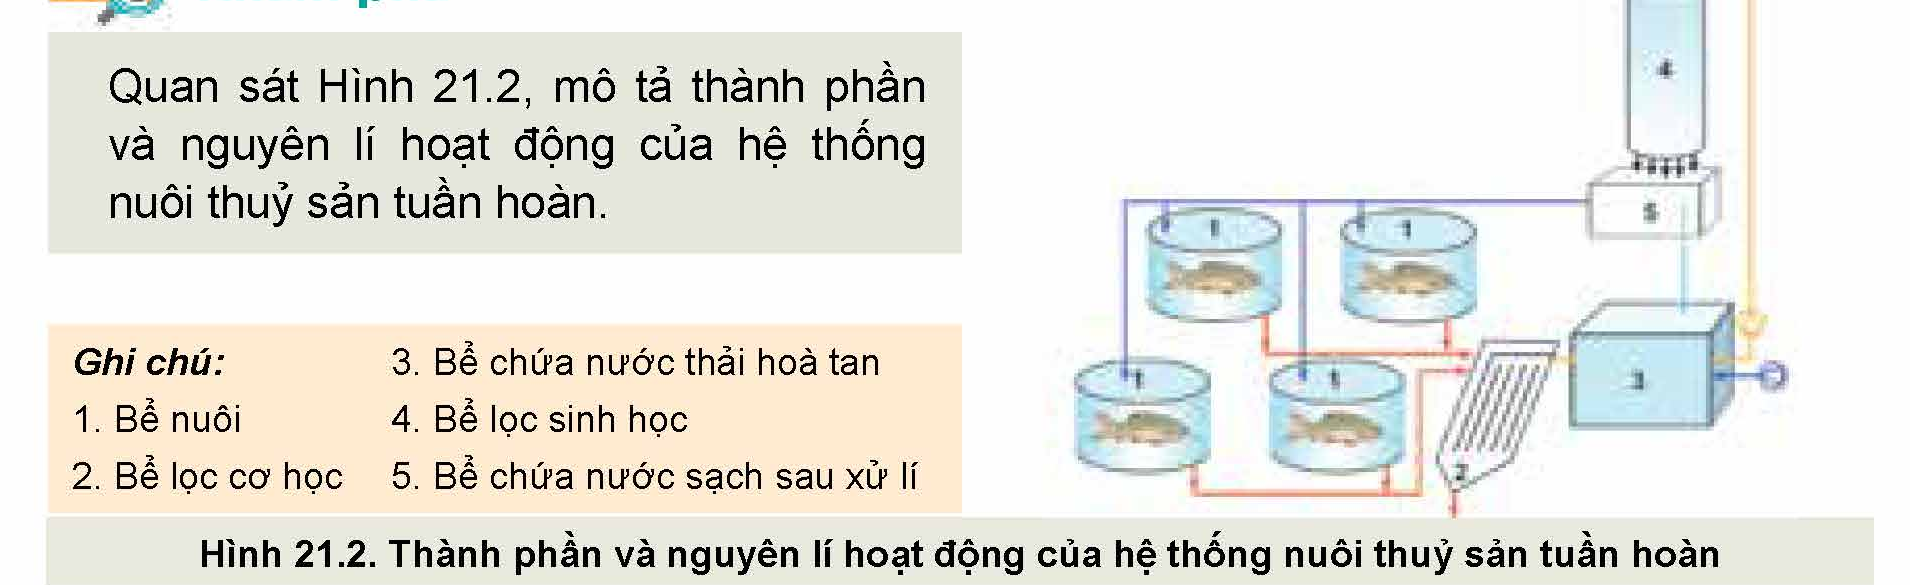 Quan sát Hình 21.2, mô tả thành phần
và nguyên lí hoạt động của hệ thống
nuôi thuỷ sản tuần hoàn.
Ghi chú:
1. Bể nuôi
2. Bể lọc cơ học
3. Bể chứa nước thải hoà tan
4. Bể lọc sinh học
5. Bể chứa nước sạch sau xử lí
4
5
1
1
1
1
3
2
Hình 21.2. Thành phần và nguyên lí hoạt động của hệ thống nuôi thuỷ sản tuần hoàn